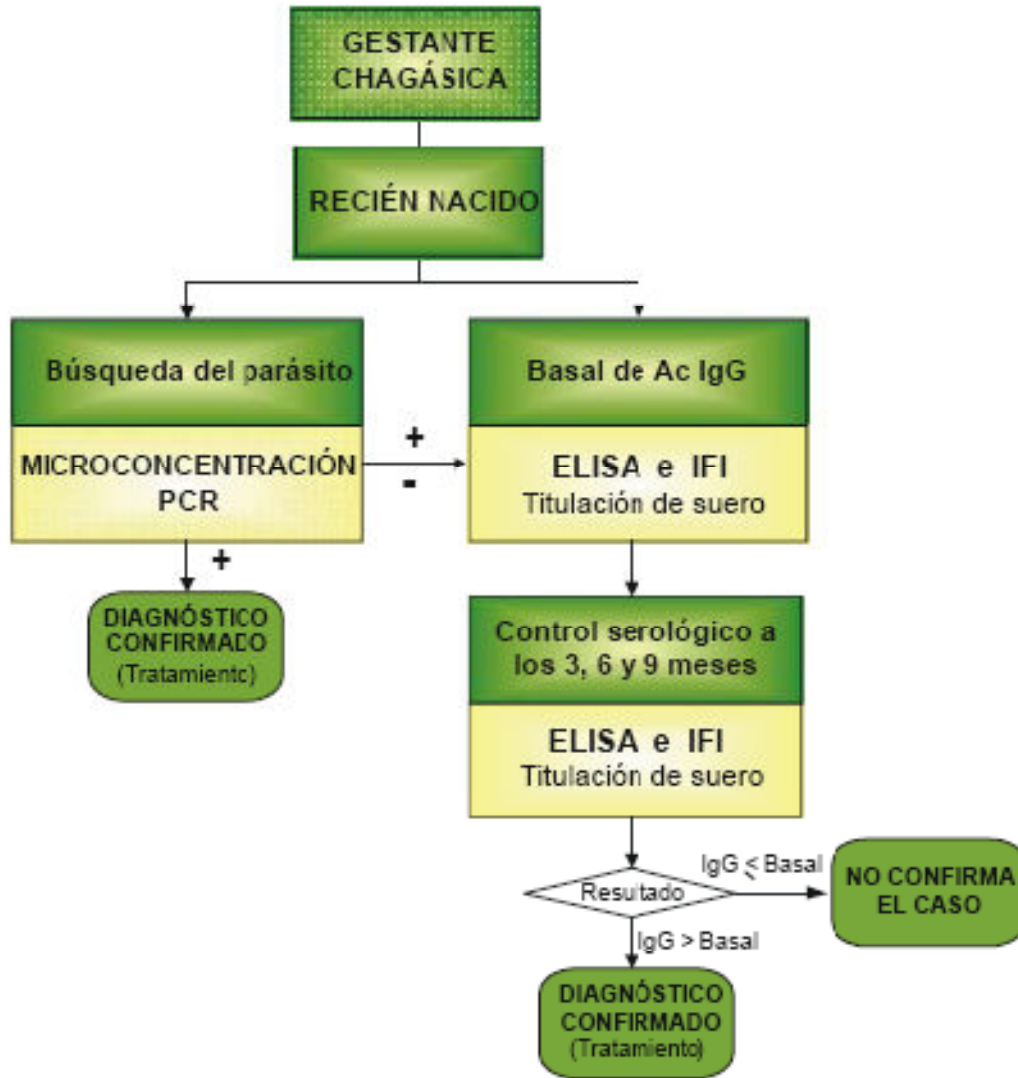 GESTANTE
CHAGÁSICA
RECIÉN NACIDO
Búsqueda del parásito
MICROCONCENTRACIÓN
PCR
+
-
+
DIAGNÓSTICO
CONFIRMADO
(Tratamiento)
Basal de Ac IgG
ELISA e IFI
Titulación de suero
Control serológico a
los 3, 6 y 9 meses
ELISA e IFI
Titulación de suero
Resultado
IgG < Basal
NO CONFIRMA
EL CASO
IgG > Basal
DIAGNÓSTICO
CONFIRMADO
(Tratamiento)